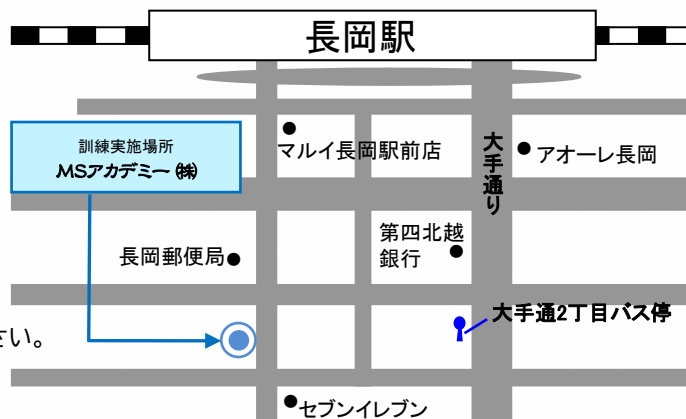 長岡駅
訓練実施場所
MSアカデミー ㈱
マルイ長岡駅前店
大手通り
アオーレ長岡
第四北越
銀行
長岡郵便局
大手通2丁目バス停
さい。
セブンイレブン